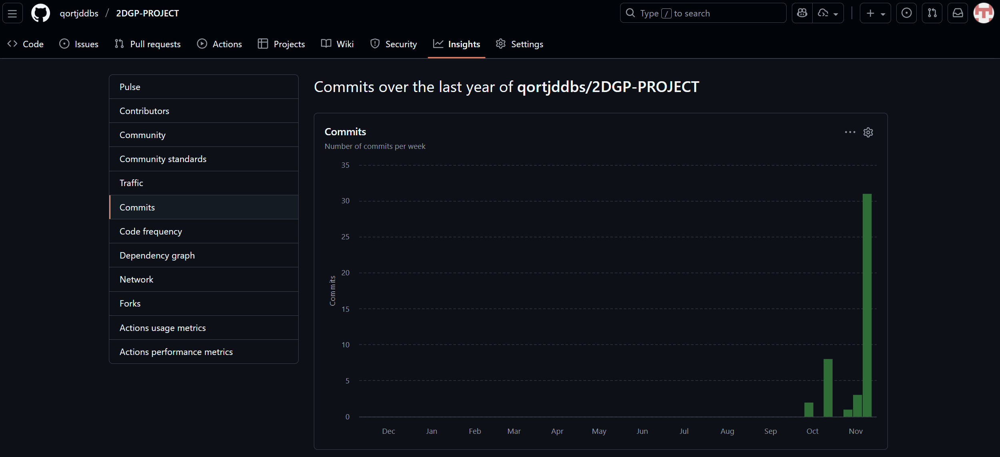 qortjddbs / 2DGP-PROJECT
Type / to search
Code
Issues
Pull requests
Actions
Projects
Wiki
Security
Insights
Settings
Pulse
Contributors
Community
Community standards
Traffic
Commits
Code frequency
Dependency graph
Network
Forks
Actions usage metrics
Actions performance metrics
Commits over the last year of qortjddbs/2DGP-PROJECT
Commits
Number of commits per week
Commits
35
30
25
20
15
10
5
0
Dec Jan Feb Mar Apr May Jun Jul Aug Sep Oct Nov